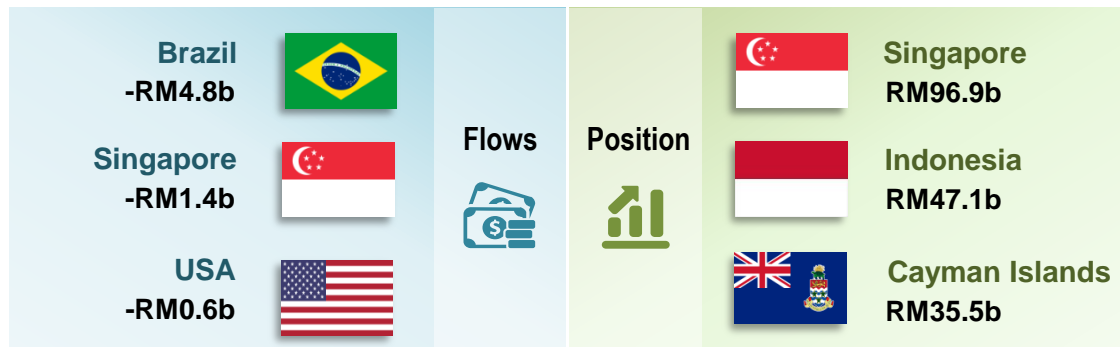 Brazil
-RM4.8b
Singapore
-RM1.4b
USA
-RM0.6b
Flows
Position
Singapore
RM96.9b
Indonesia
RM47.1b
Cayman Islands
RM35.5b